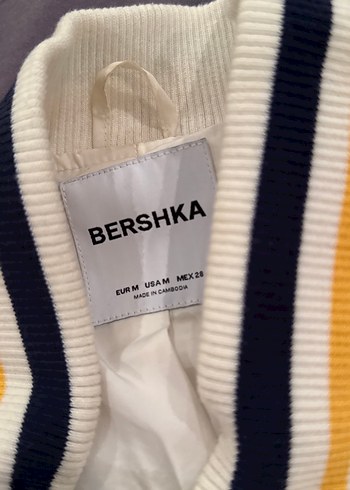 BERSHKA
EUR M USA M MEX 28
MADE IN CAMBODIA